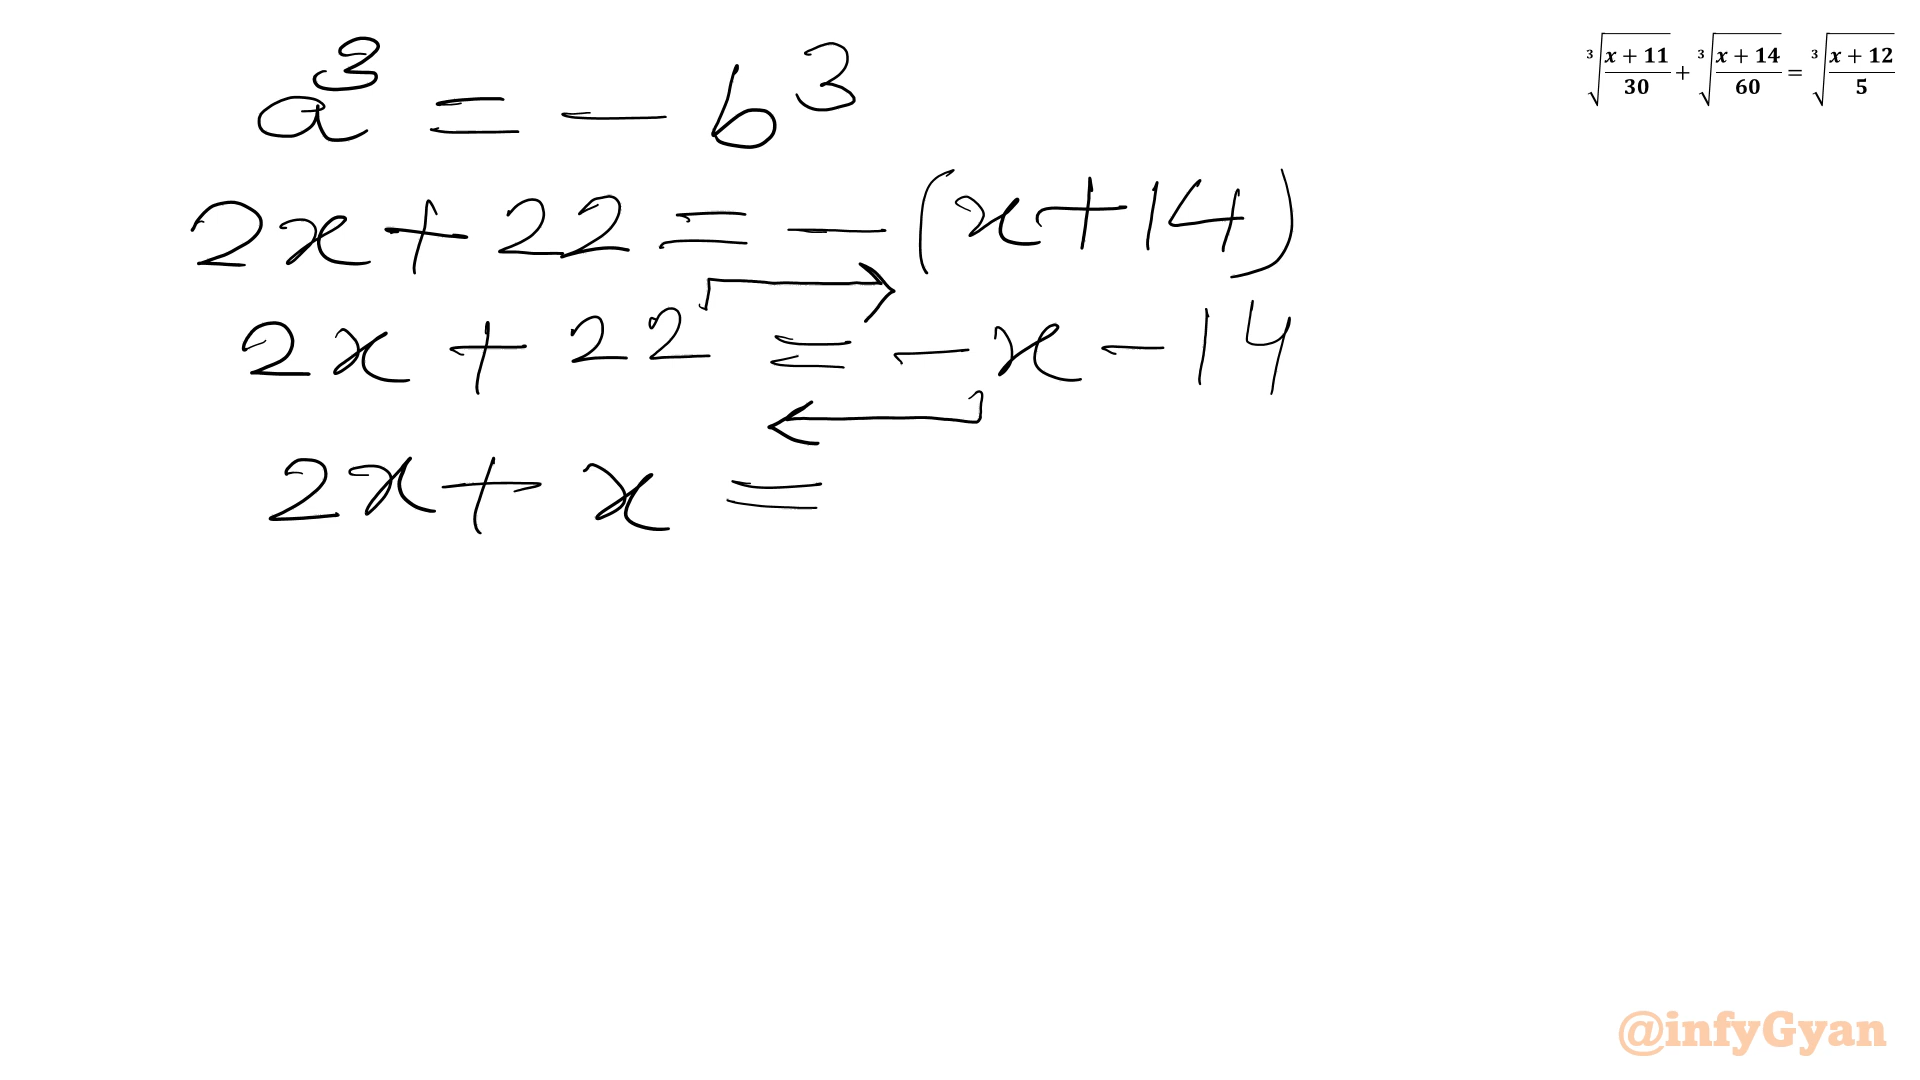 a³ = - b³
∛((x + 11)/30) + ∛((x + 14)/60) = ∛((x + 12)/5)
2x + 22 = - (x + 14)
2x + 22 = - x - 14
2x + x =
@infyGyan